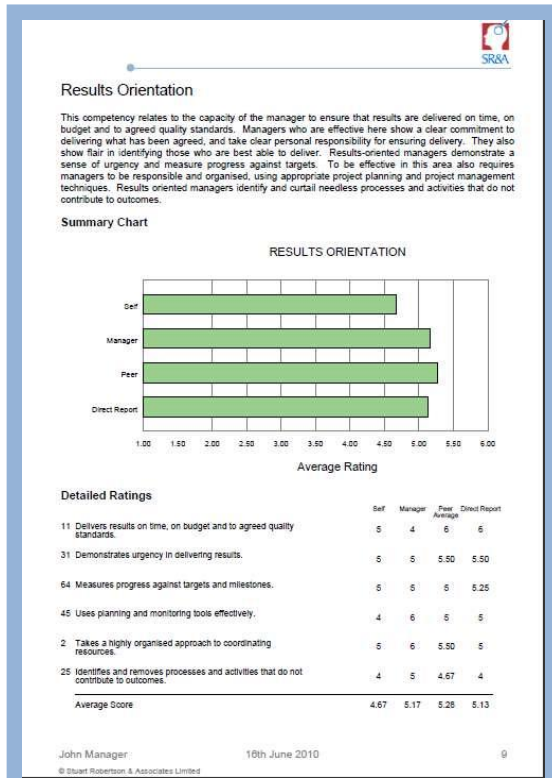 SR&A
Results Orientation
This competency relates to the capacity of the manager to ensure that results are delivered on time, on
budget and to agreed quality standards. Managers who are effective here show a clear commitment to
delivering what has been agreed, and take clear personal responsibility for ensuring delivery. They also
show flair in identifying those who are best able to deliver. Results-oriented managers demonstrate a
sense of urgency and measure progress against targets. To be effective in this area also requires
managers to be responsible and organised, using appropriate project planning and project management
techniques. Results oriented managers identify and curtail needless processes and activities that do not
contribute to outcomes.
Summary Chart
RESULTS ORIENTATION
Self
Manager
Peer
Direct Report
1.00 1.50 2.00 2.50 3.00 3.50 4.00 4.50 5.00 5.50 6.00
Average Rating
Detailed Ratings
Self Manager Peer Average Direct Report
11 Delivers results on time, on budget and to agreed quality
standards. 5 4 6 6
31 Demonstrates urgency in delivering results. 5 5 5.50 5.50
64 Measures progress against targets and milestones. 5 5 5 5.25
45 Uses planning and monitoring tools effectively. 4 6 5 5
2 Takes a highly organised approach to coordinating
resources. 5 6 5.50 5
25 Identifies and removes processes and activities that do not
contribute to outcomes. 4 5 4.67 4
Average Score 4.67 5.17 5.28 5.13
John Manager 16th June 2010 9
© Stuart Robertson & Associates Limited